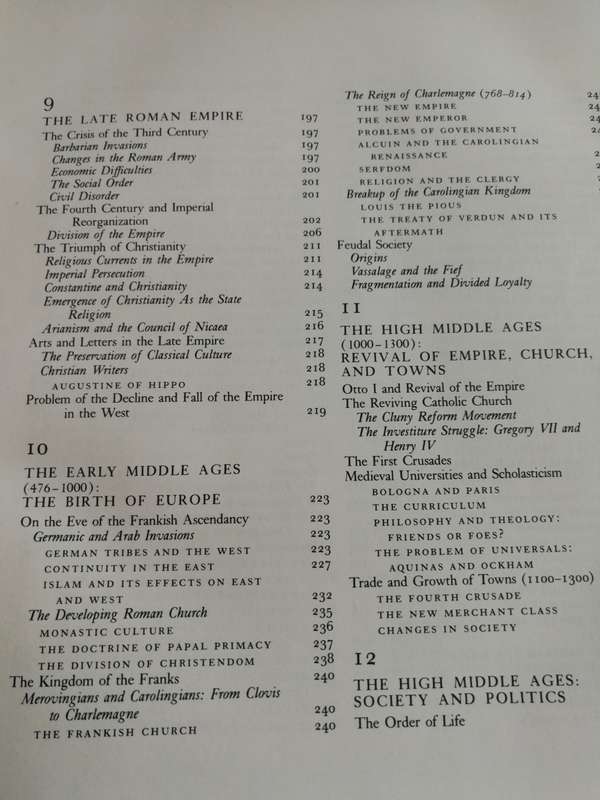 9
THE LATE ROMAN EMPIRE 197
The Crisis of the Third Century 197
Barbarian Invasions 197
Changes in the Roman Army 197
Economic Difficulties 200
The Social Order 201
Civil Disorder 201
The Fourth Century and Imperial
Reorganization 202
Division of the Empire 206
The Triumph of Christianity 211
Religious Currents in the Empire 211
Imperial Persecution 214
Constantine and Christianity 214
Emergence of Christianity As the State
Religion 215
Arianism and the Council of Nicaea 216
Arts and Letters in the Late Empire 217
The Preservation of Classical Culture 218
Christian Writers 218
AUGUSTINE OF HIPPO 218
Problem of the Decline and Fall of the Empire
in the West 219
10
THE EARLY MIDDLE AGES
(476–1000):
THE BIRTH OF EUROPE 223
On the Eve of the Frankish Ascendancy 223
Germanic and Arab Invasions 223
GERMAN TRIBES AND THE WEST 223
CONTINUITY IN THE EAST 227
ISLAM AND ITS EFFECTS ON EAST
AND WEST 232
The Developing Roman Church 235
MONASTIC CULTURE 236
THE DOCTRINE OF PAPAL PRIMACY 237
THE DIVISION OF CHRISTENDOM 238
The Kingdom of the Franks 240
Merovingians and Carolingians: From Clovis
to Charlemagne 240
THE FRANKISH CHURCH 240
The Reign of Charlemagne (768–814)
THE NEW EMPIRE
THE NEW EMPEROR
PROBLEMS OF GOVERNMENT
ALCUIN AND THE CAROLINGIAN
RENAISSANCE
SERFDOM
RELIGION AND THE CLERGY
Breakup of the Carolingian Kingdom
LOUIS THE PIOUS
THE TREATY OF VERDUN AND ITS
AFTERMATH
Feudal Society
Origins
Vassalage and the Fief
Fragmentation and Divided Loyalty
11
THE HIGH MIDDLE AGES
(1000–1300):
REVIVAL OF EMPIRE, CHURCH,
AND TOWNS
Otto I and Revival of the Empire
The Reviving Catholic Church
The Cluny Reform Movement
The Investiture Struggle: Gregory VII and
Henry IV
The First Crusades
Medieval Universities and Scholasticism
BOLOGNA AND PARIS
THE CURRICULUM
PHILOSOPHY AND THEOLOGY:
FRIENDS OR FOES?
THE PROBLEM OF UNIVERSALS:
AQUINAS AND OCKHAM
Trade and Growth of Towns (1100–1300)
THE FOURTH CRUSADE
THE NEW MERCHANT CLASS
CHANGES IN SOCIETY
12
THE HIGH MIDDLE AGES:
SOCIETY AND POLITICS
The Order of Life